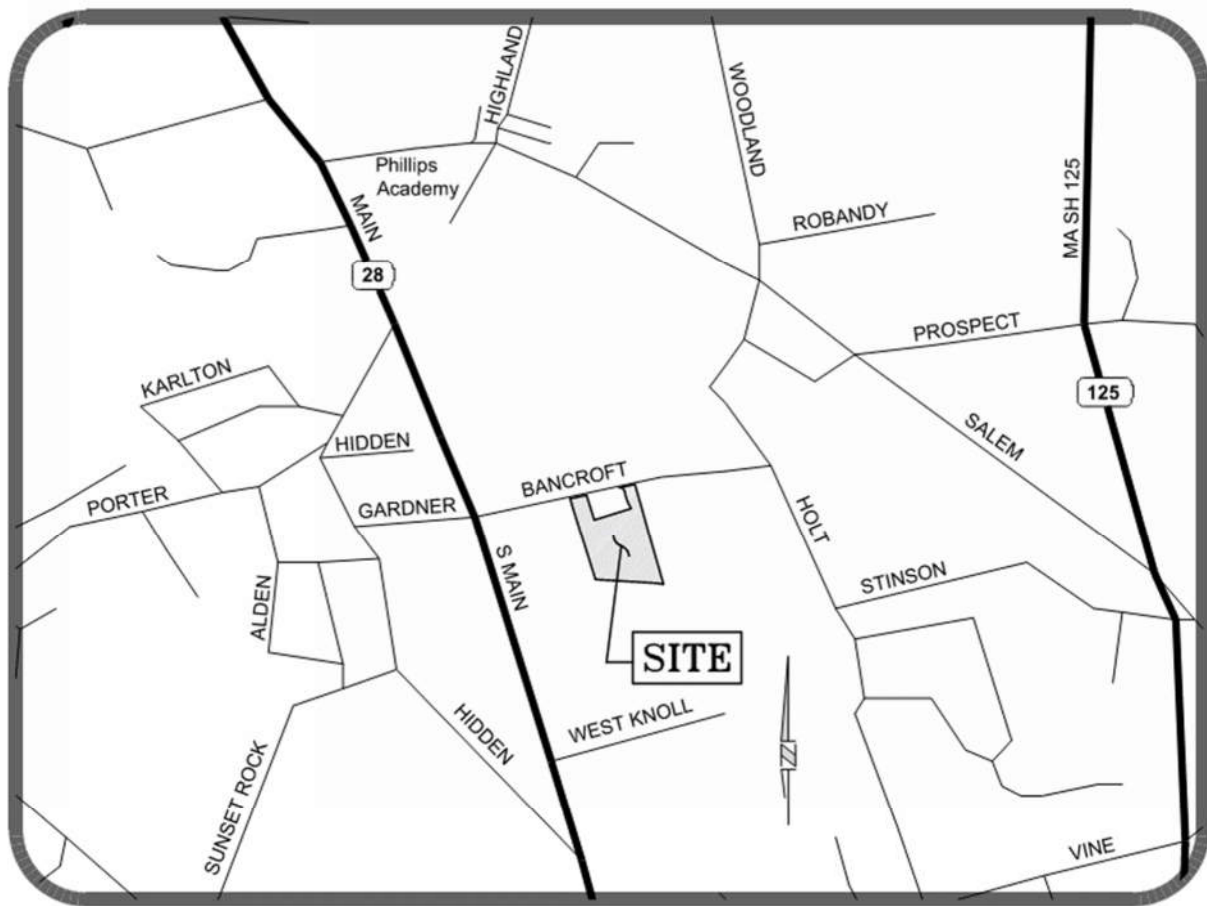 HIGHLAND
WOODLAND
Phillips
Academy
MAIN
ROBANDY
MA SH 125
28
PROSPECT
KARLTON
125
SALEM
HIDDEN
BANCROFT
PORTER
GARDNER
HOLT
S MAIN
STINSON
ALDEN
SITE
WEST KNOLL
HIDDEN
N
SUNSET ROCK
VINE